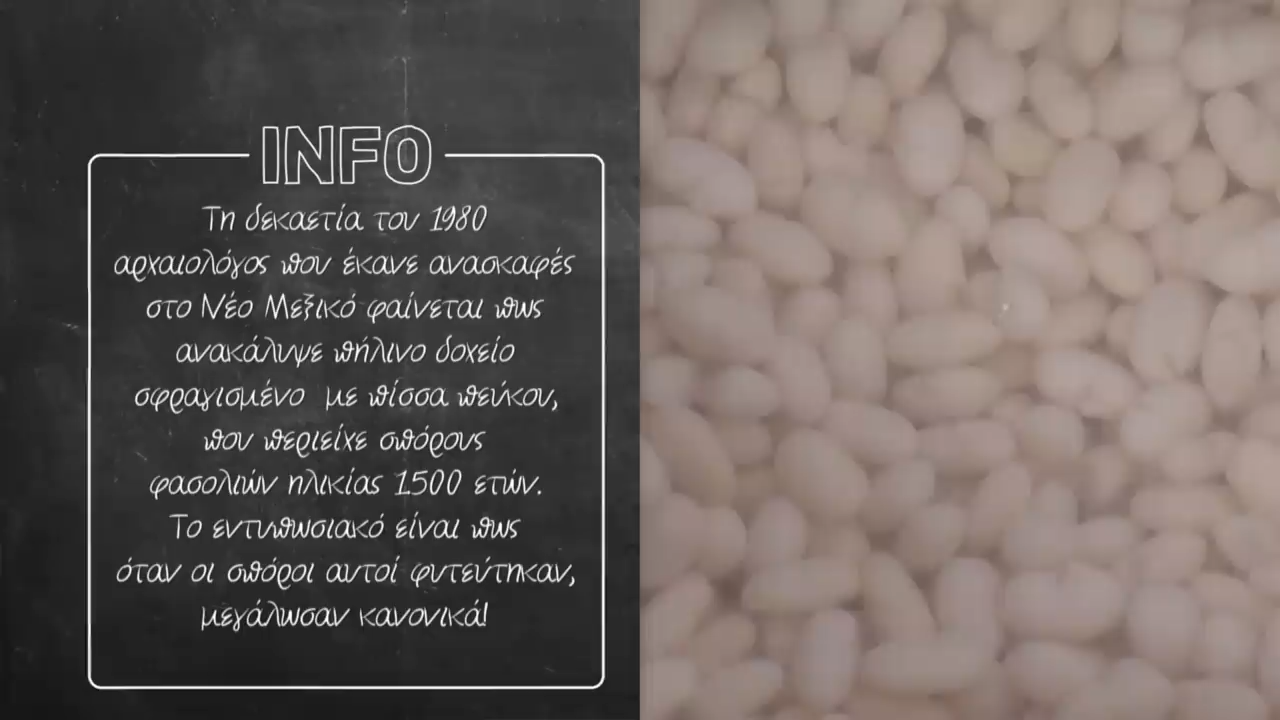 INFO
Τη δεκαετία του 1980
αρχαιολόγος που έκανε ανασκαφές
στο Νέο Μεξικό φαίνεται πως
ανακάλυψε πήλινο δοχείο
σφραγισμένο με πίσσα πεύκου,
που περιείχε σπόρους
φασολιών ηλικίας 1500 ετών.
Το εντυπωσιακό είναι πως
όταν οι σπόροι αυτοί φυτεύτηκαν,
μεγάλωσαν κανονικά!